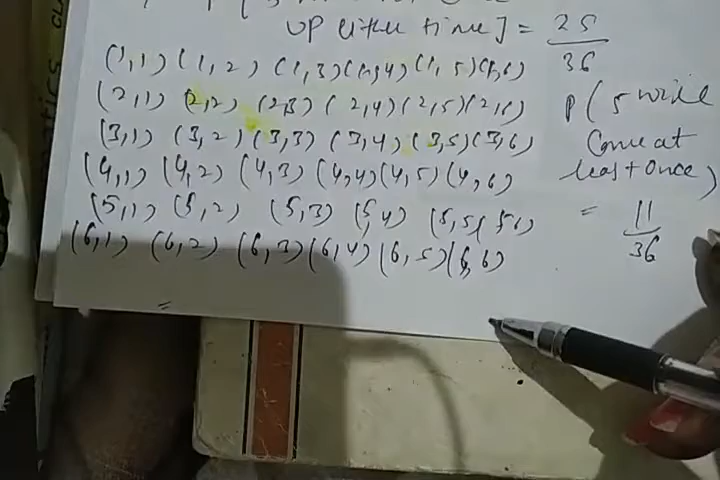 up either time] = 25/36
(1,1) (1,2) (1,3) (1,4) (1,5) (1,6)
(2,1) (2,2) (2,3) (2,4) (2,5) (2,6)
(3,1) (3,2) (3,3) (3,4) (3,5) (3,6)
(4,1) (4,2) (4,3) (4,4) (4,5) (4,6)
(5,1) (5,2) (5,3) (5,4) (5,5) (5,6)
(6,1) (6,2) (6,3) (6,4) (6,5) (6,6)
=
P(5 will
come at
least once)
= 11/36